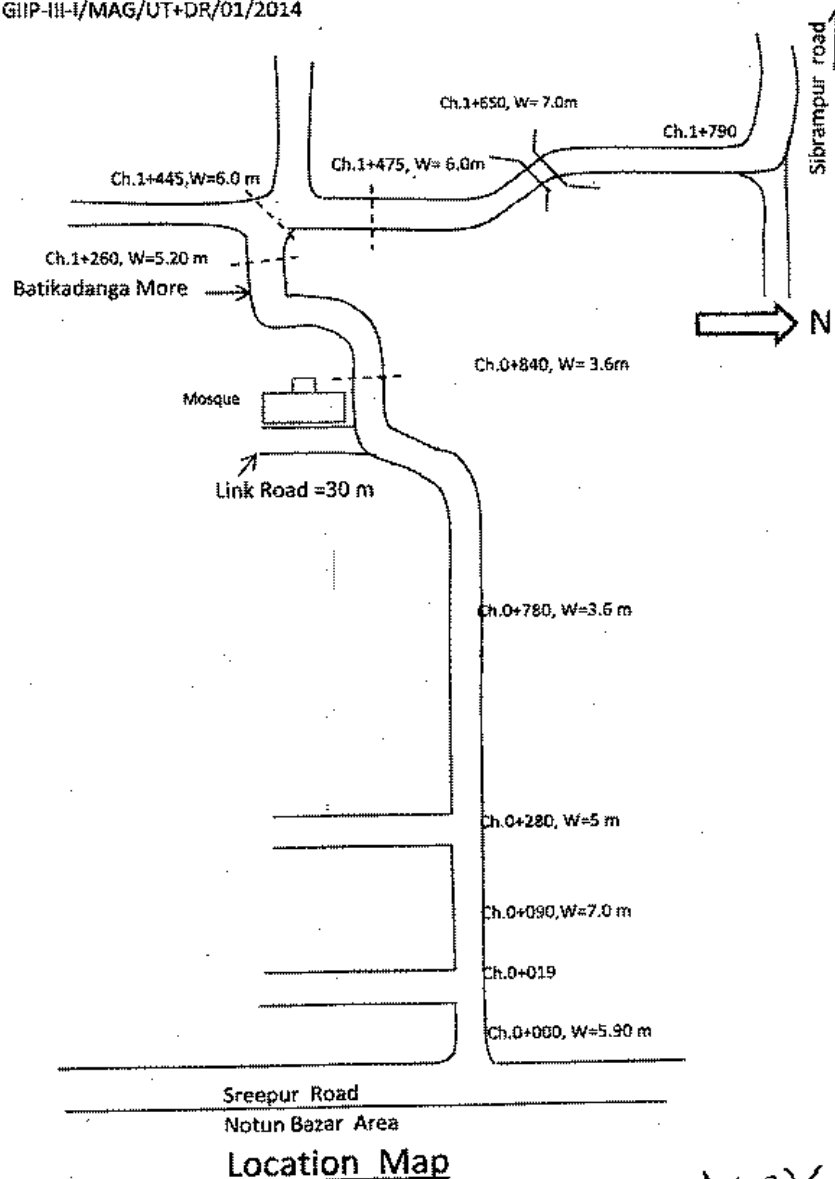 GIIP-III-I/MAG/UT+DR/01/2014
Sibrampur road
Ch.1+650, W= 7.0m
Ch.1+790
Ch.1+475, W= 6.0m
Ch.1+445,W=6.0 m
Ch.1+260, W=5.20 m
Batikadanga More
N
Ch.0+840, W= 3.6m
Mosque
Link Road =30 m
Ch.0+780, W=3.6 m
Ch.0+280, W=5 m
Ch.0+090,W=7.0 m
Ch.0+019
Ch.0+000, W=5.90 m
Sreepur Road
Notun Bazar Area
Location Map